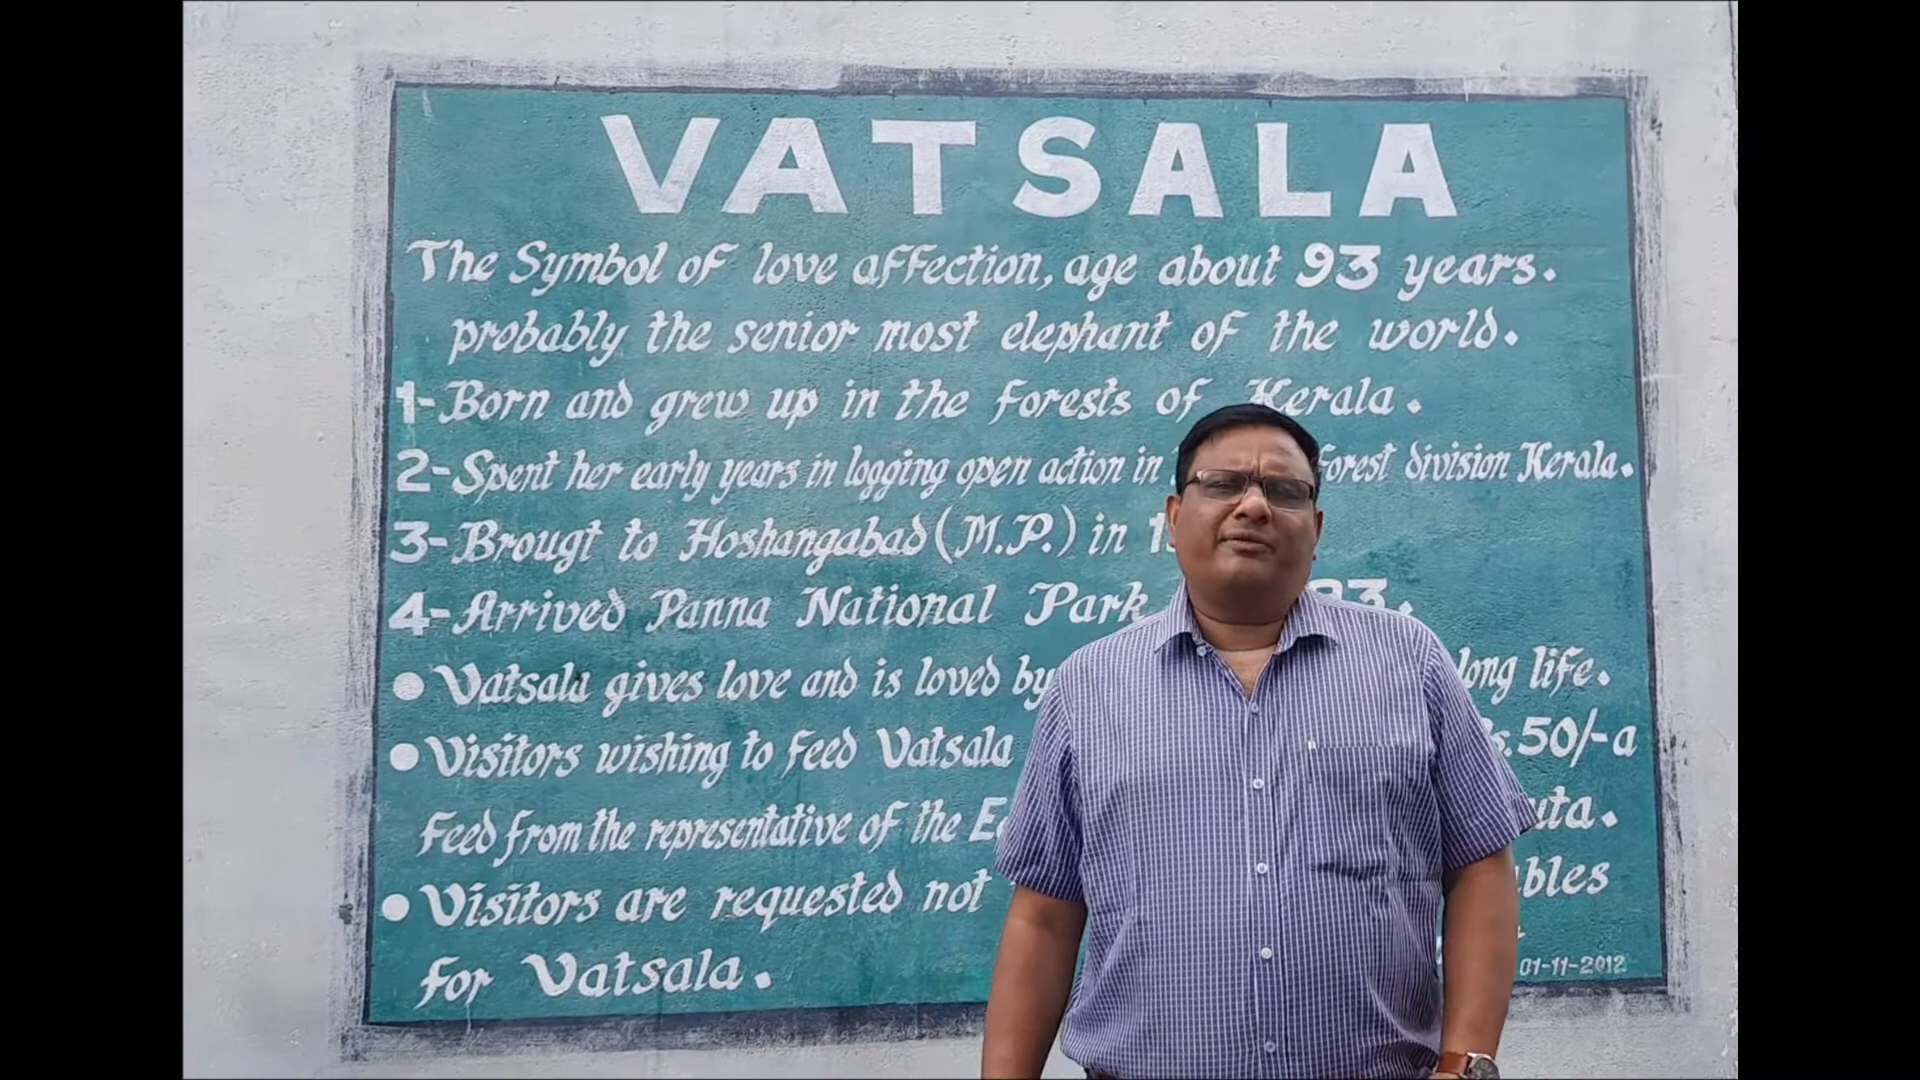 VATSALA
The Symbol of love affection, age about 93 years.
probably the senior most elephant of the world.
1- Born and grew up in the forests of Kerala.
2- Spent her early years in logging open action in forest division Kerala.
3- Brougt to Hoshangabad (M.P.) in
4- Arrived Panna National Park
● Vatsala gives love and is loved by long life.
● Visitors wishing to feed Vatsala Rs. 50/- a
feed from the representative of the
● Visitors are requested not
for Vatsala.
01-11-2012